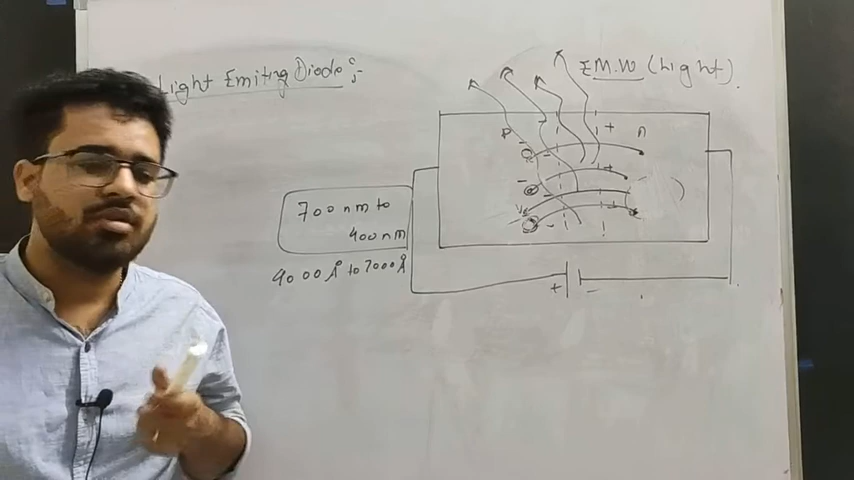 Light Emiting Diode :-
E.M.W (Light).
P - + n
- +
- +
-
700 nm to
400 nm
4000 Å to 7000 Å
+ -